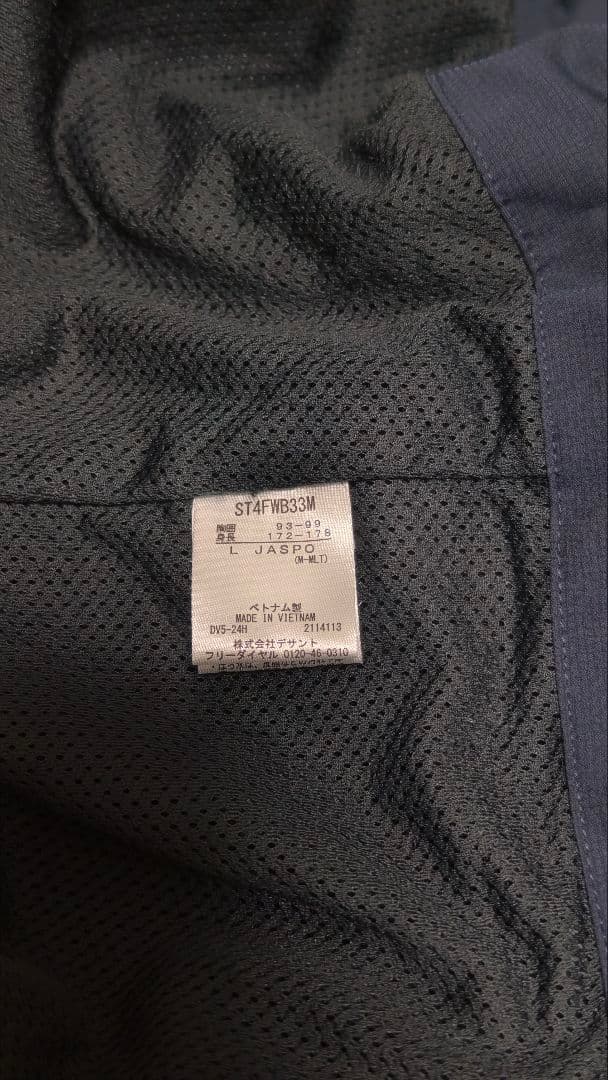 ST4FWB33M
胸囲 93-99
身長 172-178
L JASPO
(M-MLT)
ベトナム製
MADE IN VIETNAM
DV5-24H 2114113
株式会社デサント
フリーダイヤル 0120-46-0310